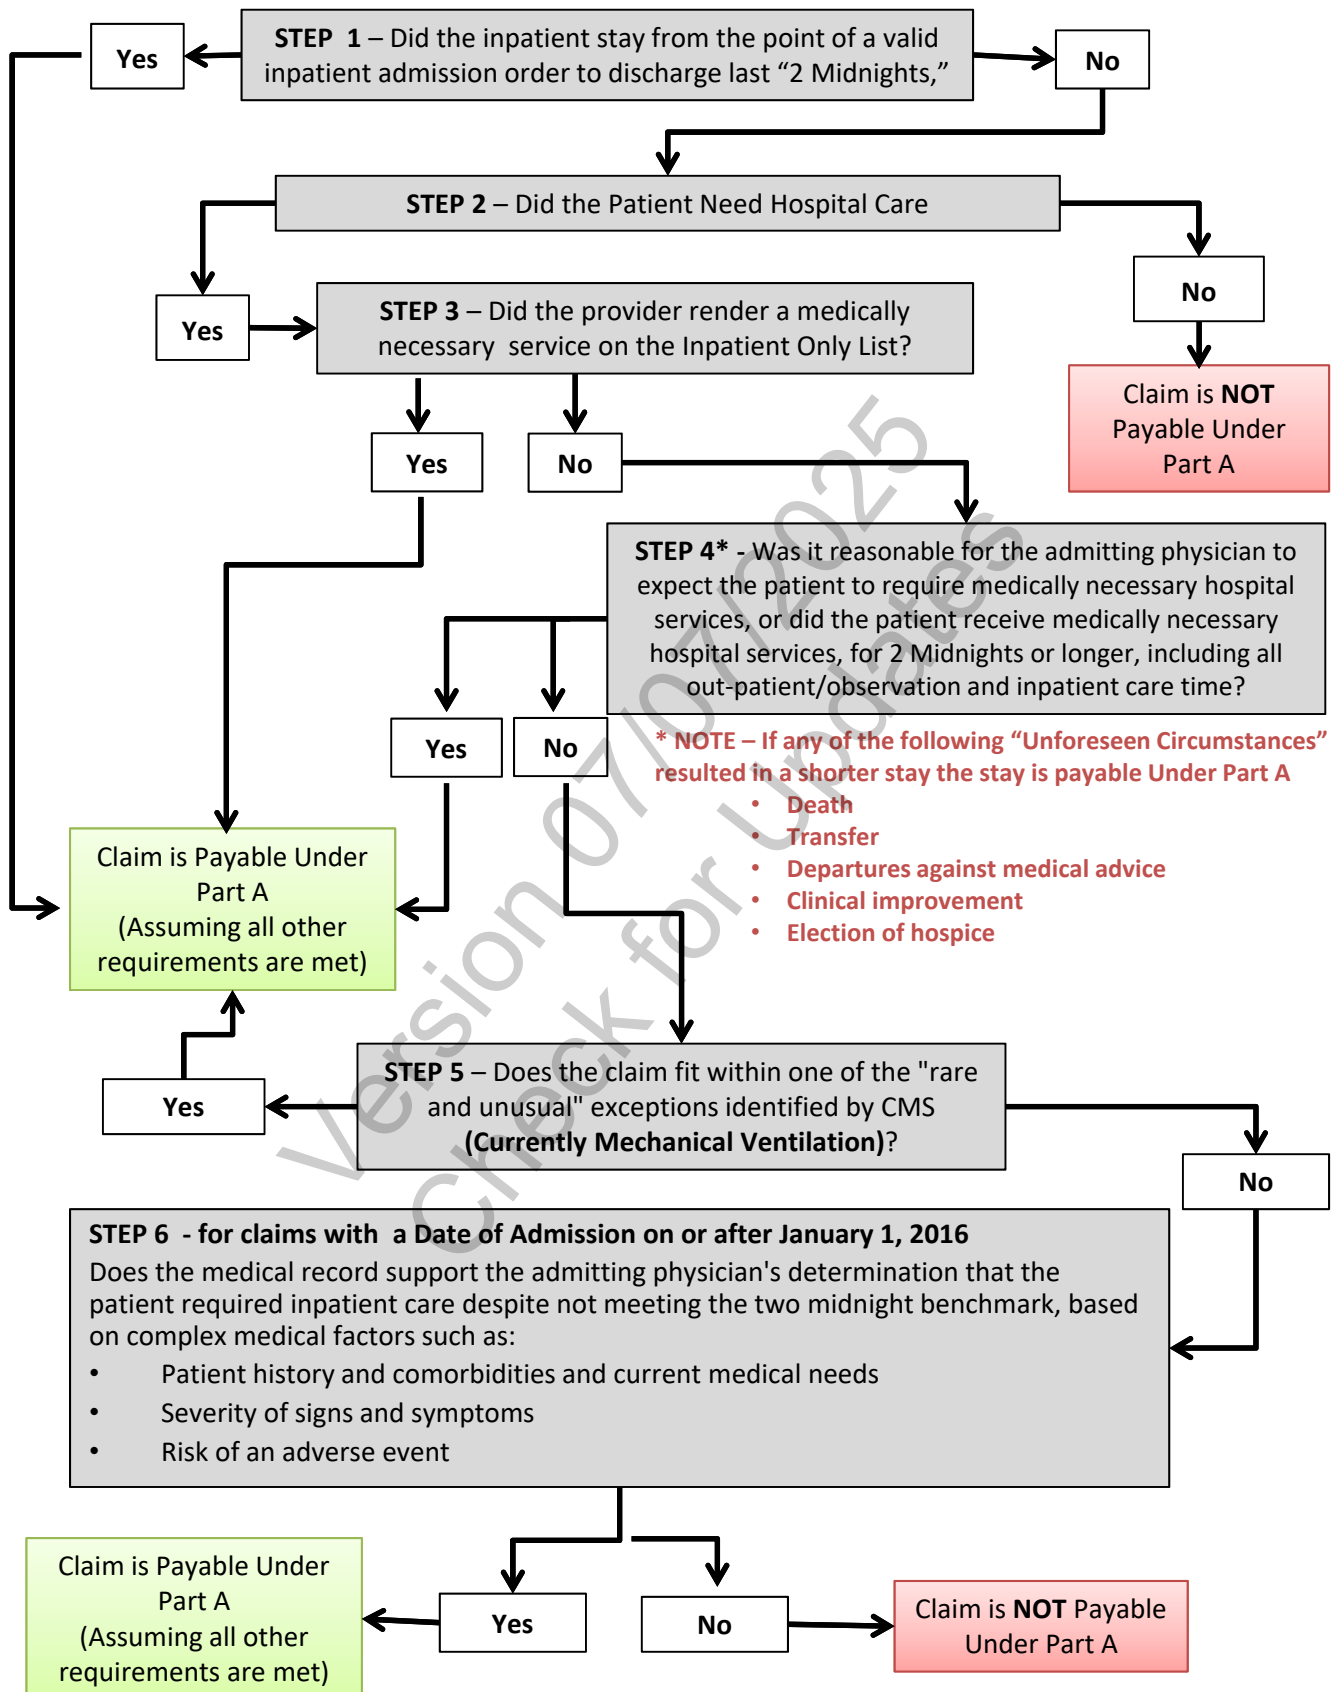 STEP 1 – Did the inpatient stay from the point of a valid
inpatient admission order to discharge last “2 Midnights,”
Yes
No
STEP 2 – Did the Patient Need Hospital Care
Yes
No
STEP 3 – Did the provider render a medically
necessary service on the Inpatient Only List?
Claim is NOT
Payable Under
Part A
Yes
No
STEP 4* - Was it reasonable for the admitting physician to
expect the patient to require medically necessary hospital
services, or did the patient receive medically necessary
hospital services, for 2 Midnights or longer, including all
out-patient/observation and inpatient care time?
Yes
No
* NOTE – If any of the following “Unforeseen Circumstances”
resulted in a shorter stay the stay is payable Under Part A
• Death
• Transfer
• Departures against medical advice
• Clinical improvement
• Election of hospice
Claim is Payable Under
Part A
(Assuming all other
requirements are met)
STEP 5 – Does the claim fit within one of the "rare
and unusual" exceptions identified by CMS
(Currently Mechanical Ventilation)?
Yes
No
STEP 6 - for claims with a Date of Admission on or after January 1, 2016
Does the medical record support the admitting physician's determination that the
patient required inpatient care despite not meeting the two midnight benchmark, based
on complex medical factors such as:
• Patient history and comorbidities and current medical needs
• Severity of signs and symptoms
• Risk of an adverse event
Claim is Payable Under
Part A
(Assuming all other
requirements are met)
Yes
No
Claim is NOT Payable
Under Part A
Version 07/07/2025
Check for Updates